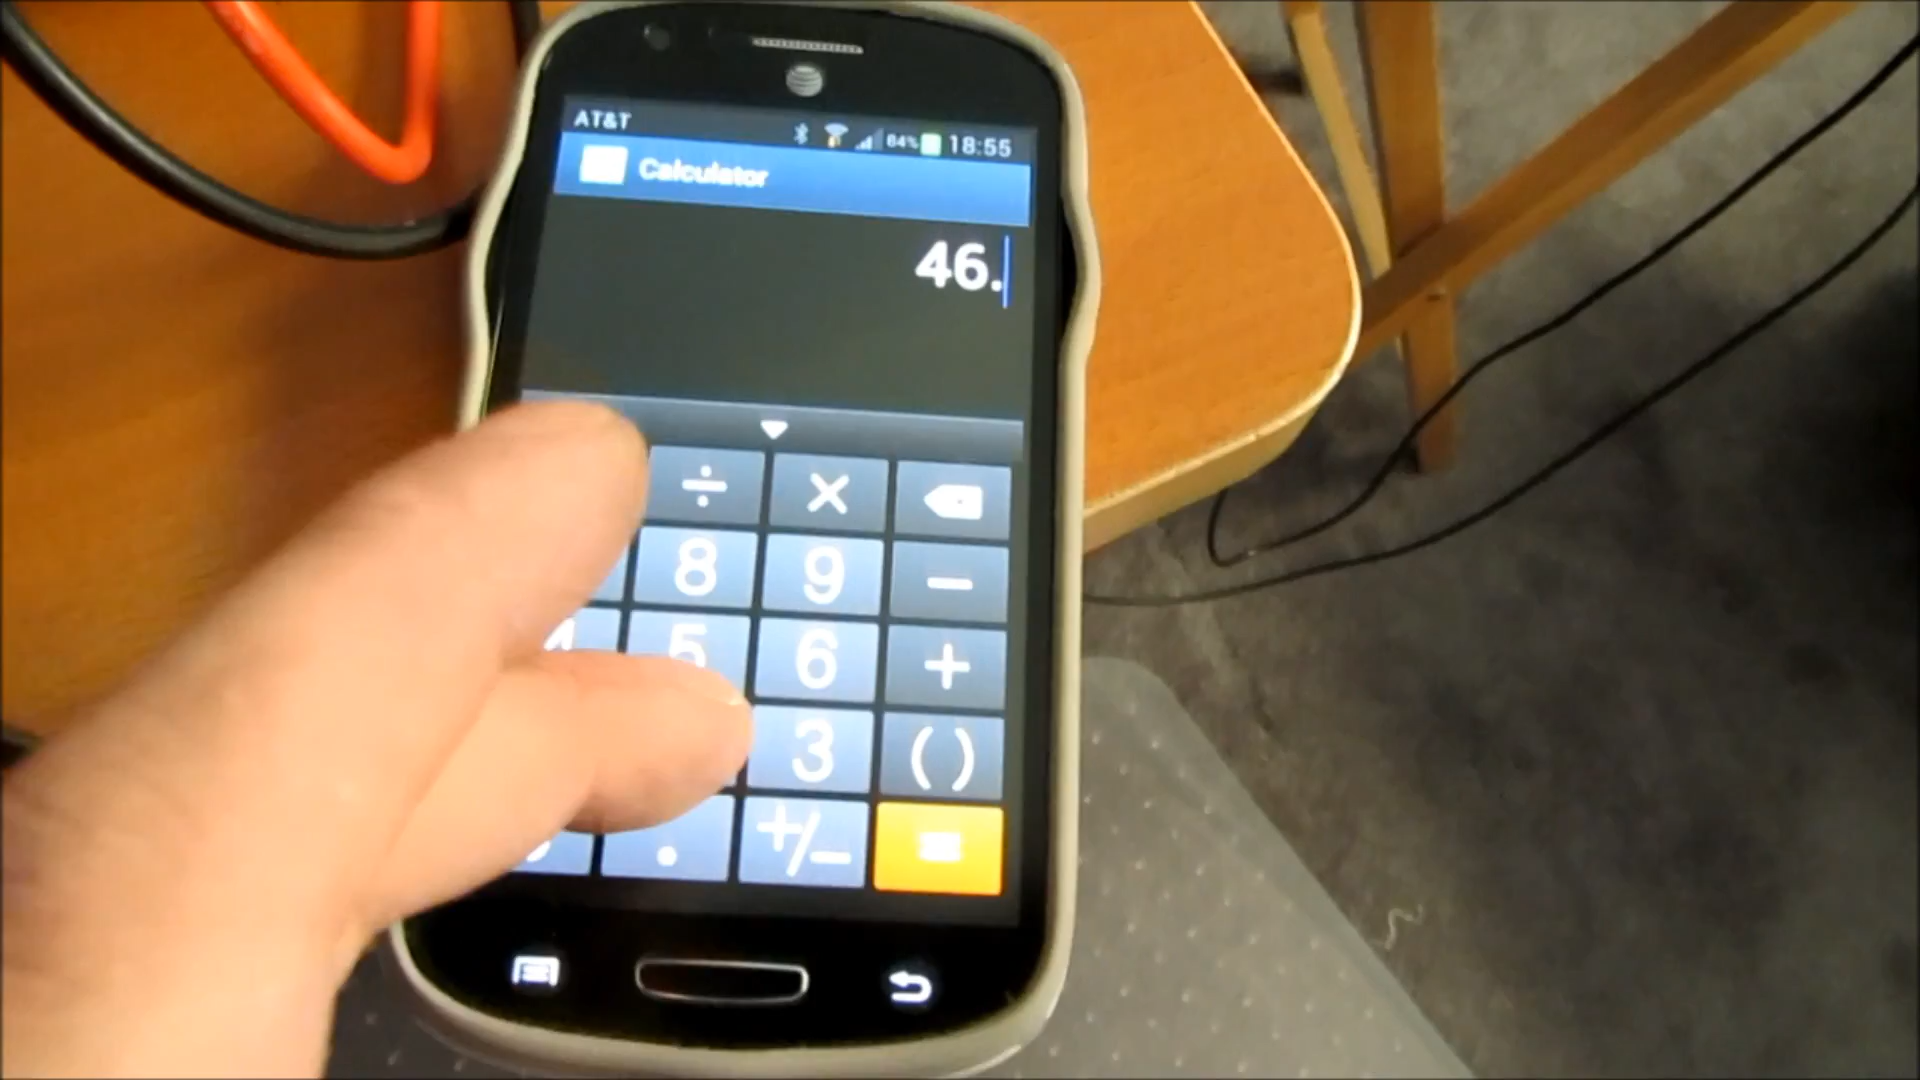 AT&T 84% 18:55
Calculator
46.
÷ ×
8 9 −
5 6 +
3 ( )
. +/− =